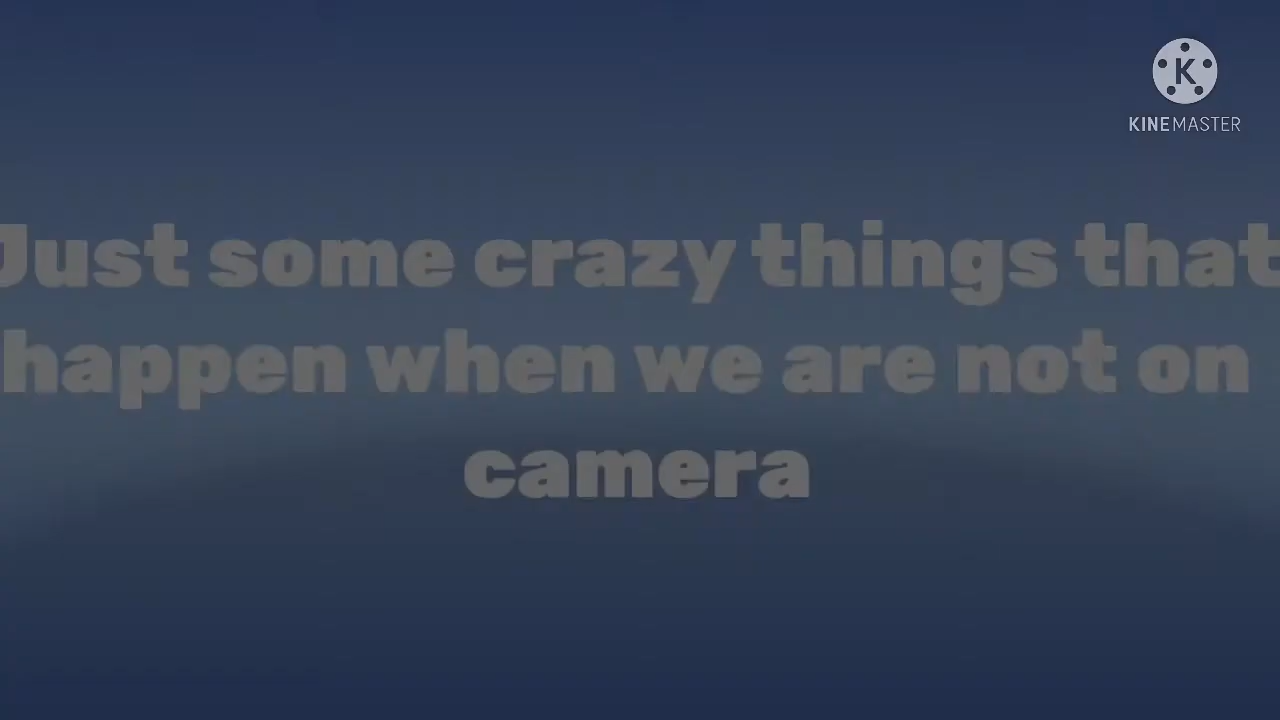 K
KINEMASTER
Just some crazy things that
happen when we are not on
camera